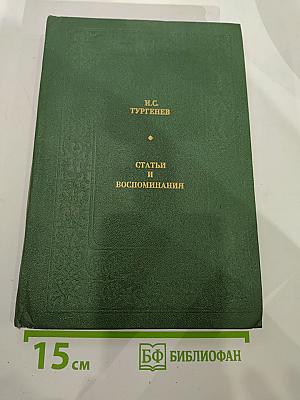 И.С.
ТУРГЕНЕВ
СТАТЬИ
И
ВОСПОМИНАНИЯ
15 см
БФ БИБЛИОФАН